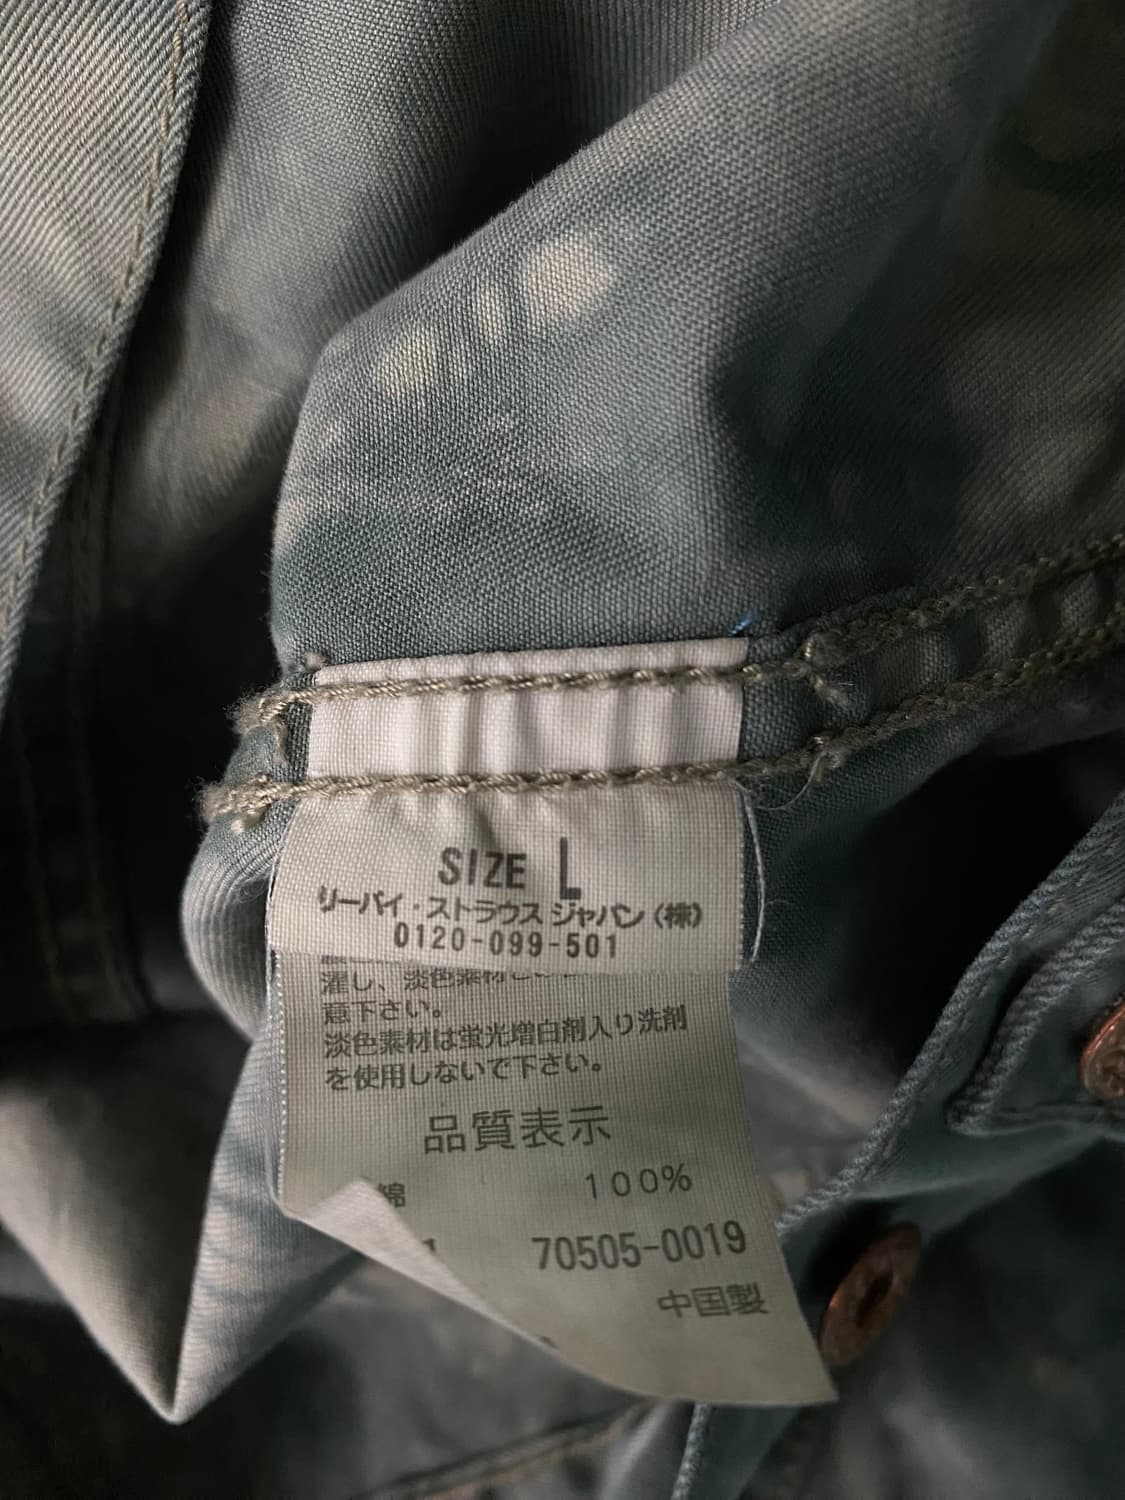 SIZE L
リーバイ・ストラウス ジャパン(株)
0120-099-501
濯し、淡色素材
意下さい。
淡色素材は蛍光増白剤入り洗剤
を使用しないで下さい。
品質表示
綿 100%
1 70505-0019
中国製